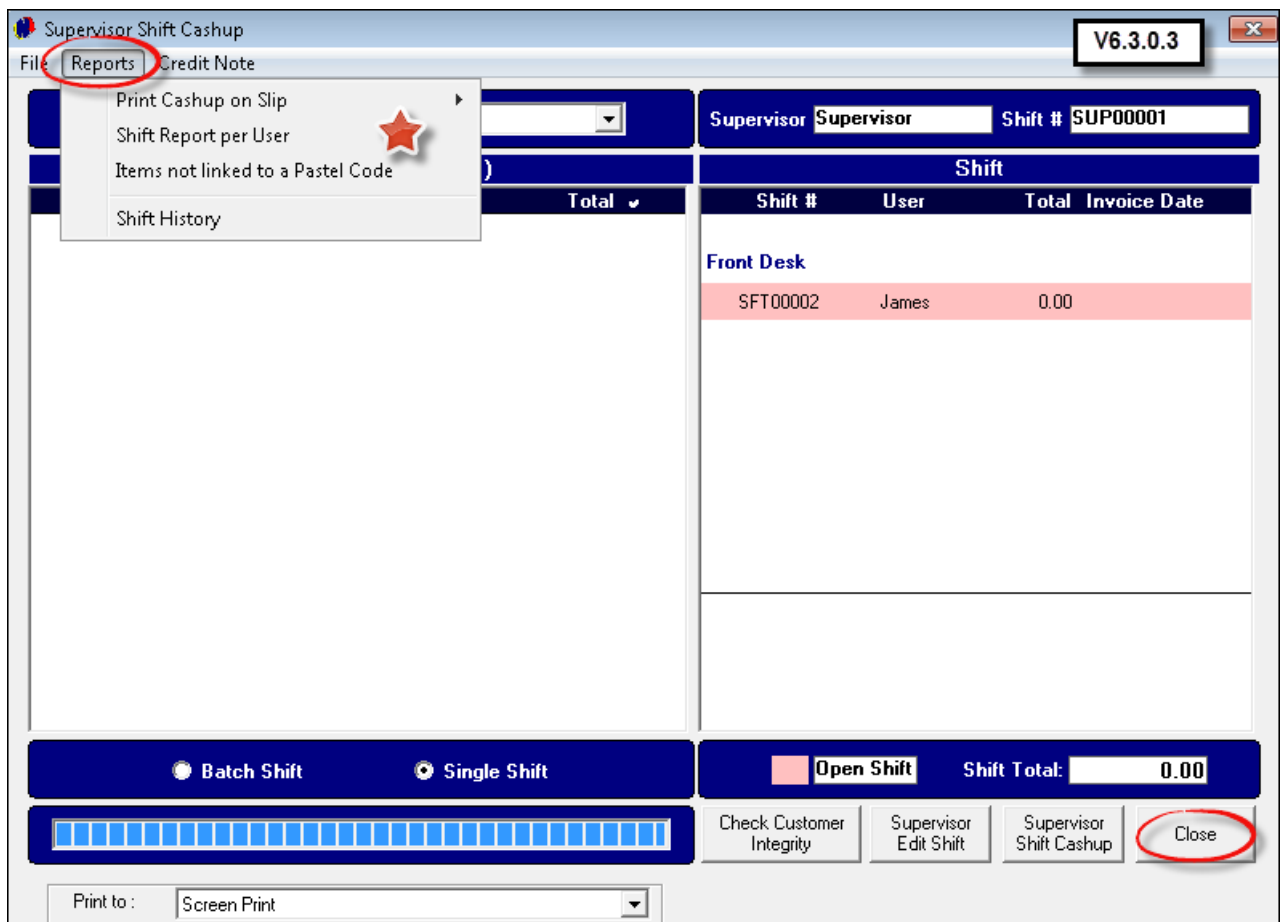 Supervisor Shift Cashup
V6.3.0.3
File Reports Credit Note
Print Cashup on Slip
Shift Report per User
Items not linked to a Pastel Code
Shift History
Supervisor Supervisor Shift # SUP00001
)
Total
Shift
Shift # User Total Invoice Date
Front Desk
SFT00002 James 0.00
Batch Shift Single Shift
Open Shift Shift Total: 0.00
Check Customer Integrity
Supervisor Edit Shift
Supervisor Shift Cashup
Close
Print to : Screen Print